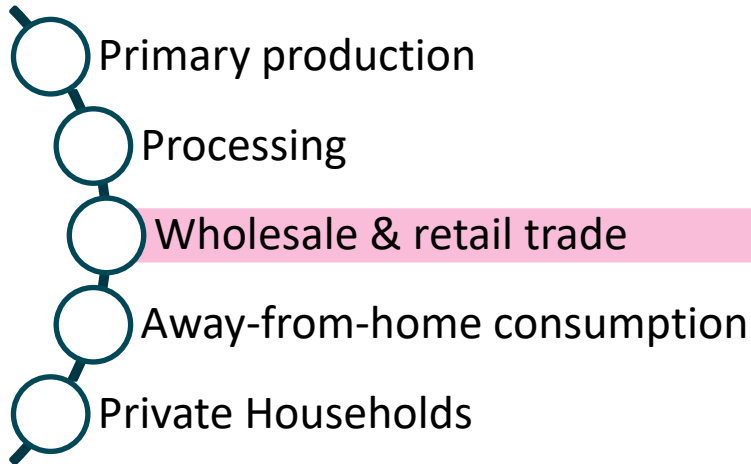 Primary production
Processing
Wholesale & retail trade
Away-from-home consumption
Private Households